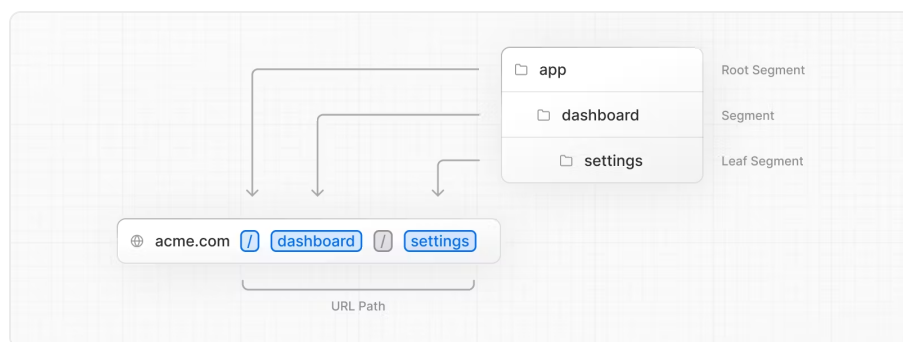 app
Root Segment
dashboard
Segment
settings
Leaf Segment
acme.com / dashboard / settings
URL Path